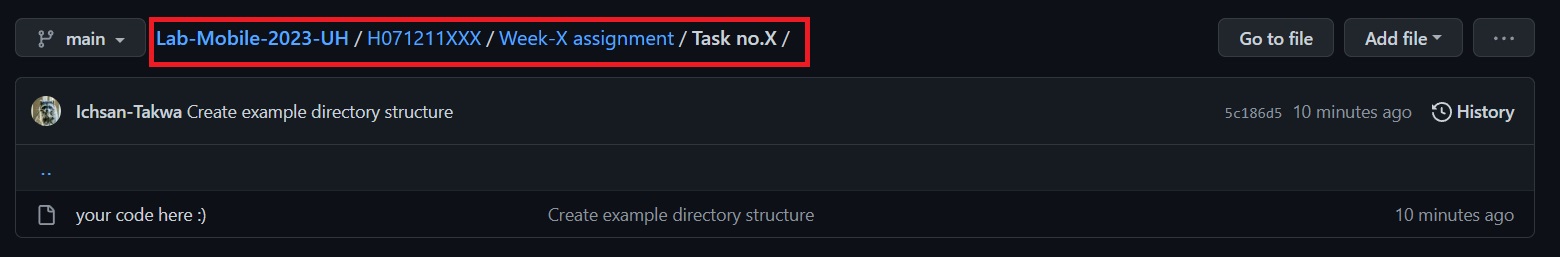 main Lab-Mobile-2023-UH / H071211XXX / Week-X assignment / Task no.X / Go to file Add file ...
Ichsan-Takwa Create example directory structure 5c186d5 10 minutes ago History
..
your code here :) Create example directory structure 10 minutes ago